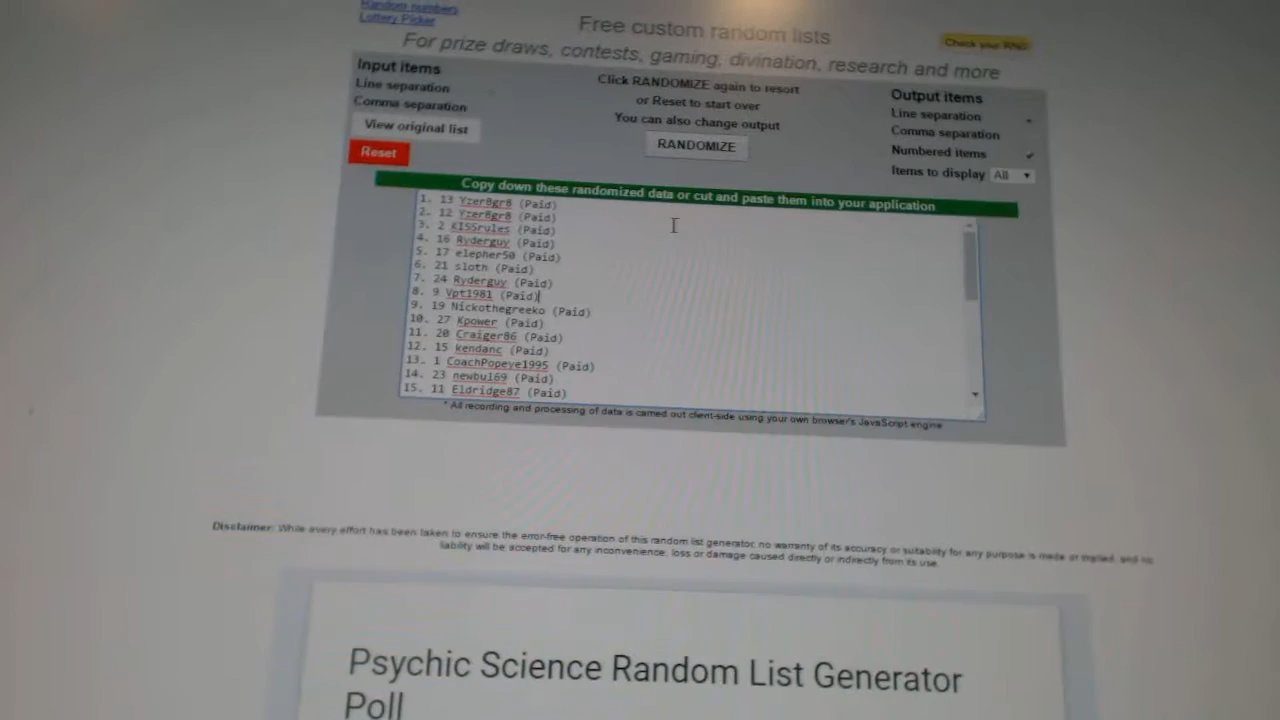 Random numbers
Lottery Picker
Free custom random lists
Check your RNG
For prize draws, contests, gaming, divination, research and more
Input items
Line separation
Comma separation
View original list
Reset
Click RANDOMIZE again to resort
or Reset to start over
You can also change output
RANDOMIZE
Output items
Line separation
Comma separation
Numbered items
Items to display All
Copy down these randomized data or cut and paste them into your application
1. 13 Yzer8gr8 (Paid)
2. 12 Yzer8gr8 (Paid)
3. 2 KISSrules (Paid)
4. 16 Ryderguy (Paid)
5. 17 elepher50 (Paid)
6. 21 sloth (Paid)
7. 24 Ryderguy (Paid)
8. 9 Vpt1981 (Paid)
9. 19 Nickothegreeko (Paid)
10. 27 Kpower (Paid)
11. 20 Craiger86 (Paid)
12. 15 kendanc (Paid)
13. 1 CoachPopeye1995 (Paid)
14. 23 newbul69 (Paid)
15. 11 Eldridge87 (Paid)
* All recording and processing of data is carried out client-side using your own browser's JavaScript engine
Disclaimer: While every effort has been taken to ensure the error-free operation of this random list generator, no warranty of its accuracy or suitability for any purpose is made or implied, and no
liability will be accepted for any inconvenience, loss or damage caused directly or indirectly from its use.
Psychic Science Random List Generator
Poll